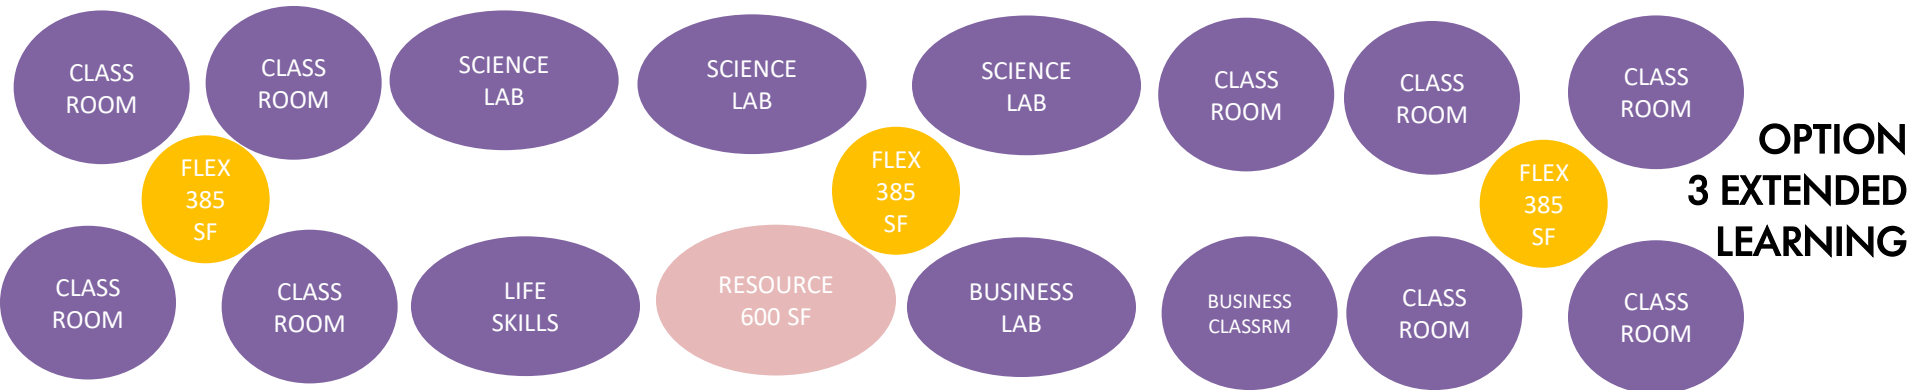 CLASS
ROOM
CLASS
ROOM
SCIENCE
LAB
SCIENCE
LAB
SCIENCE
LAB
CLASS
ROOM
CLASS
ROOM
CLASS
ROOM
FLEX
385
SF
FLEX
385
SF
FLEX
385
SF
OPTION
3 EXTENDED
LEARNING
CLASS
ROOM
CLASS
ROOM
LIFE
SKILLS
RESOURCE
600 SF
BUSINESS
LAB
BUSINESS
CLASSRM
CLASS
ROOM
CLASS
ROOM